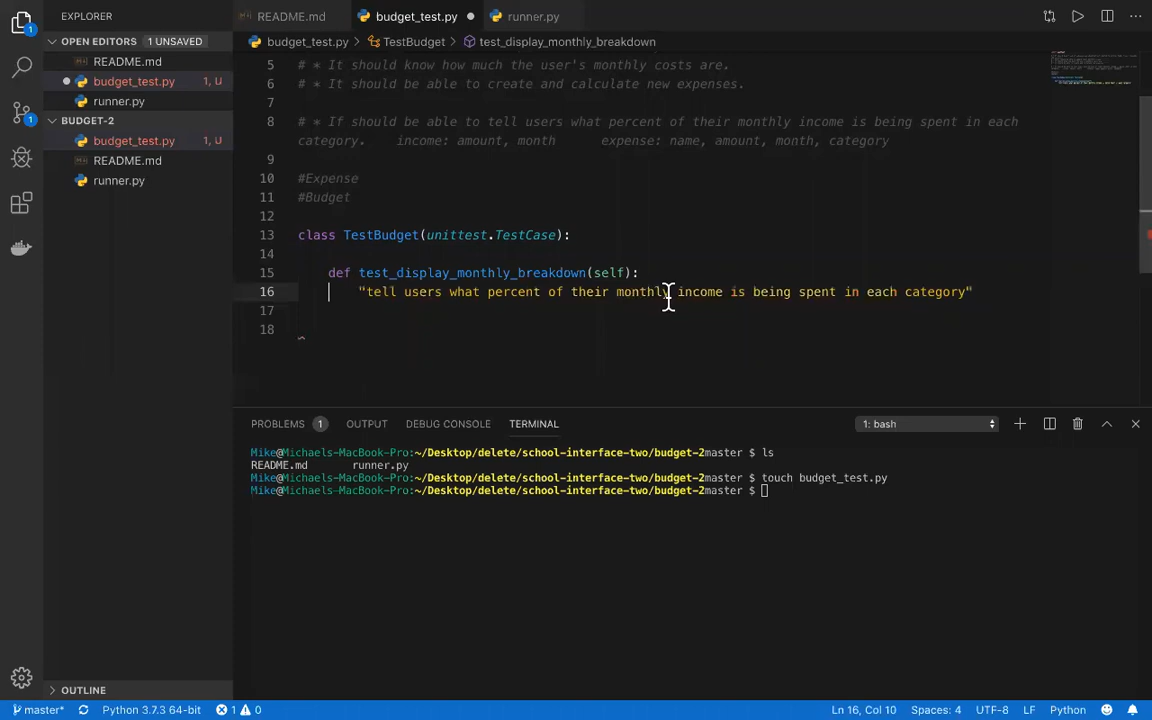 EXPLORER
README.md
budget_test.py
runner.py
OPEN EDITORS
1 UNSAVED
budget_test.py
TestBudget
test_display_monthly_breakdown
README.md
budget_test.py
1, U
runner.py
BUDGET-2
budget_test.py
1, U
README.md
runner.py
5 # * It should know how much the user's monthly costs are.
6 # * It should be able to create and calculate new expenses.
7
8 # * If should be able to tell users what percent of their monthly income is being spent in each
category. income: amount, month expense: name, amount, month, category
9
10 #Expense
11 #Budget
12
13 class TestBudget(unittest.TestCase):
14
15 def test_display_monthly_breakdown(self):
16 "tell users what percent of their monthly income is being spent in each category"
17
18
^
PROBLEMS 1 OUTPUT DEBUG CONSOLE TERMINAL
1: bash
Mike@Michaels-MacBook-Pro:~/Desktop/delete/school-interface-two/budget-2master $ ls
README.md runner.py
Mike@Michaels-MacBook-Pro:~/Desktop/delete/school-interface-two/budget-2master $ touch budget_test.py
Mike@Michaels-MacBook-Pro:~/Desktop/delete/school-interface-two/budget-2master $
OUTLINE
1
1
master* Python 3.7.3 64-bit 1 0 Ln 16, Col 10 Spaces: 4 UTF-8 LF Python